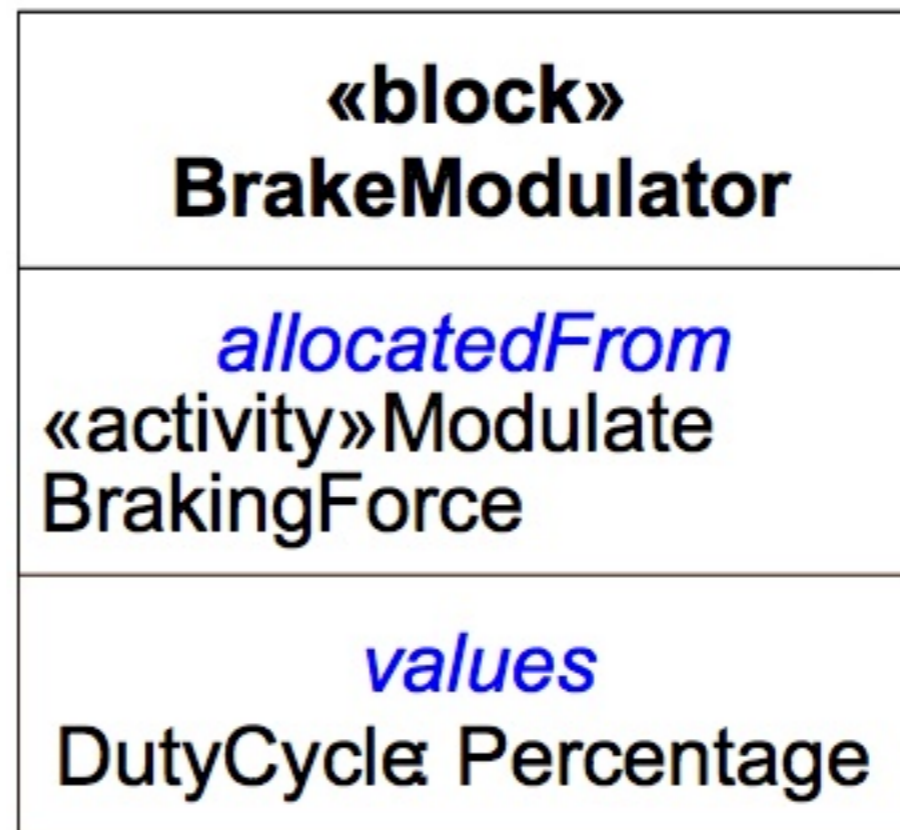 «block»
BrakeModulator
allocatedFrom
«activity»Modulate
BrakingForce
values
DutyCycle: Percentage